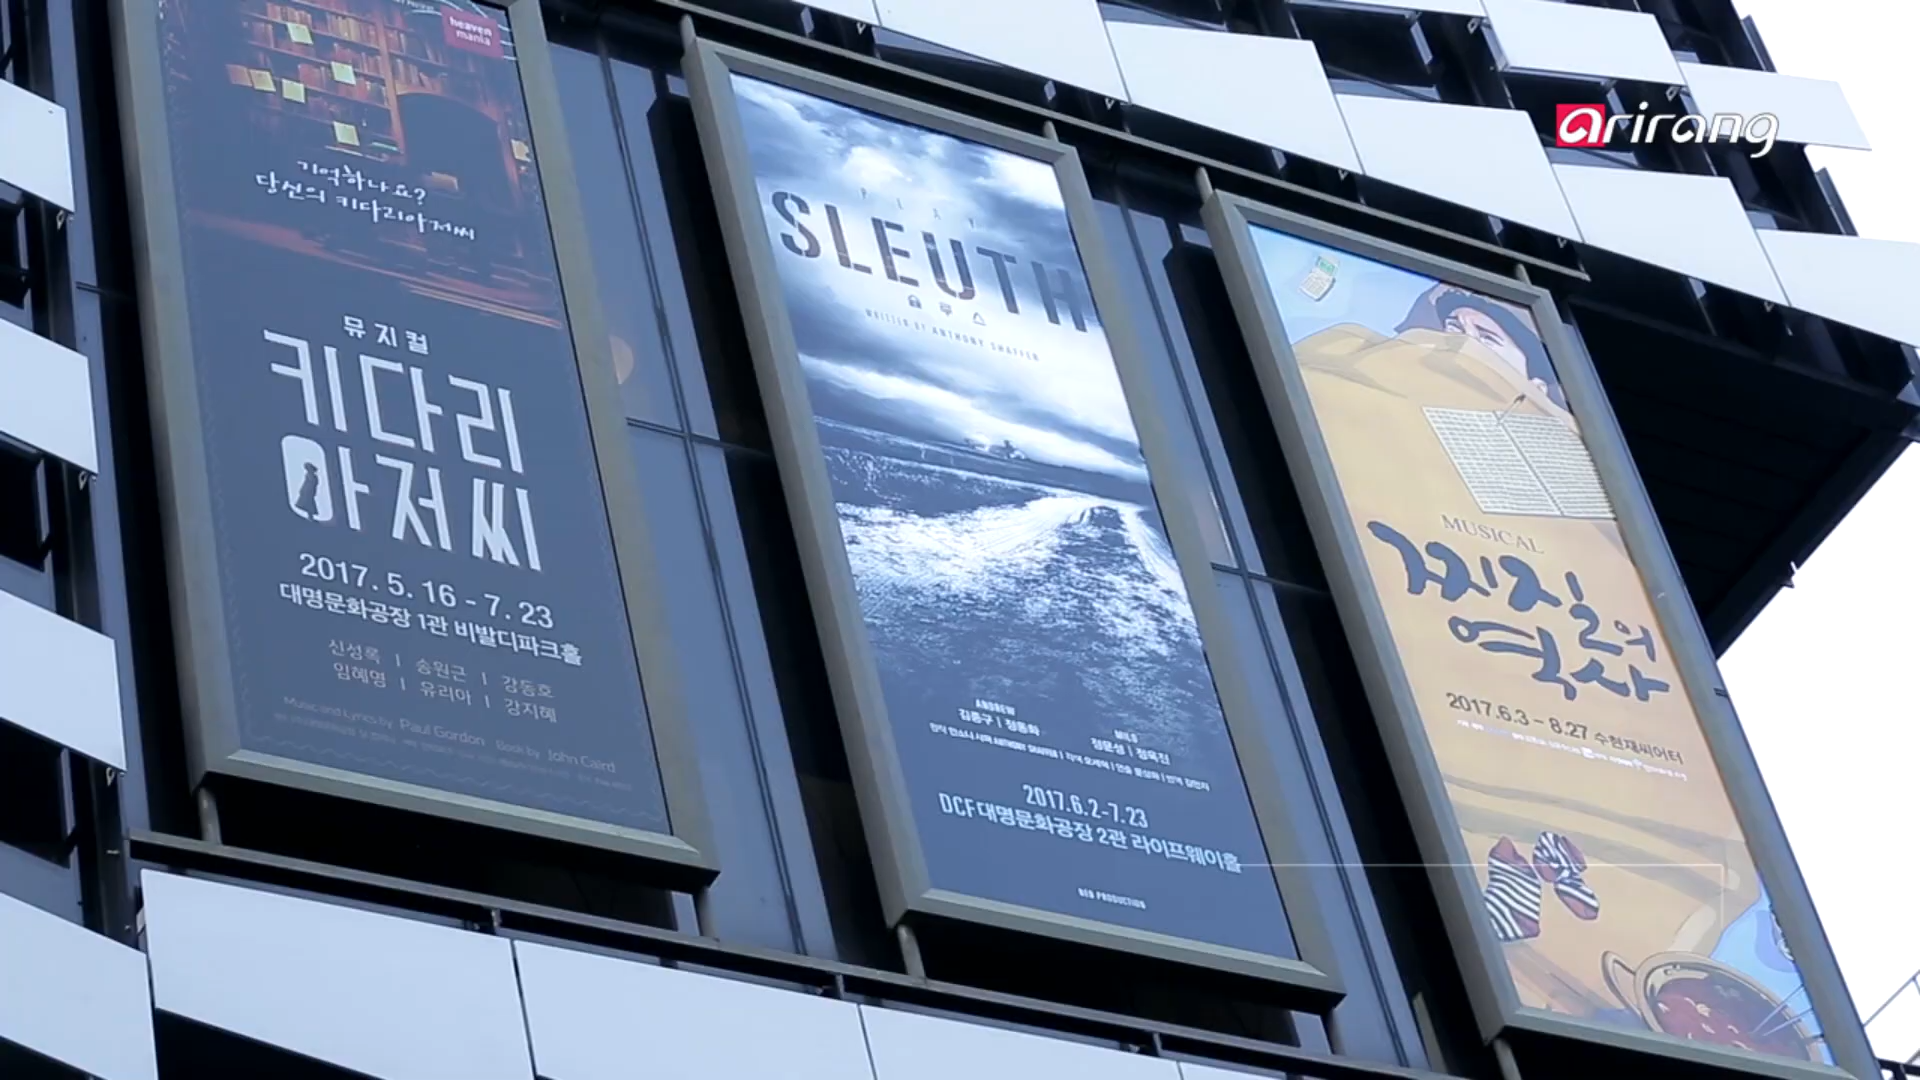 heaven
mania
기억하나요?
당신의 키다리아저씨
뮤지컬
키다리
아저씨
2017. 5. 16 - 7. 23
대명문화공장 1관 비발디파크홀
신성록 | 송원근 | 강동호
임혜영 | 유리아 | 강지혜
Music and Lyrics by Paul Gordon Book by John Caird
PLAY
SLEUTH
슬루스
WRITTEN BY ANTHONY SHAFFER
ANDREW
김종구 | 정동화
MILO
정문성 | 정욱진
2017.6.2-7.23
DCF대명문화공장 2관 라이프웨이홀
NEO PRODUCTION
MUSICAL
찌질의
역사
2017.6.3 - 8.27 수현재씨어터
arirang